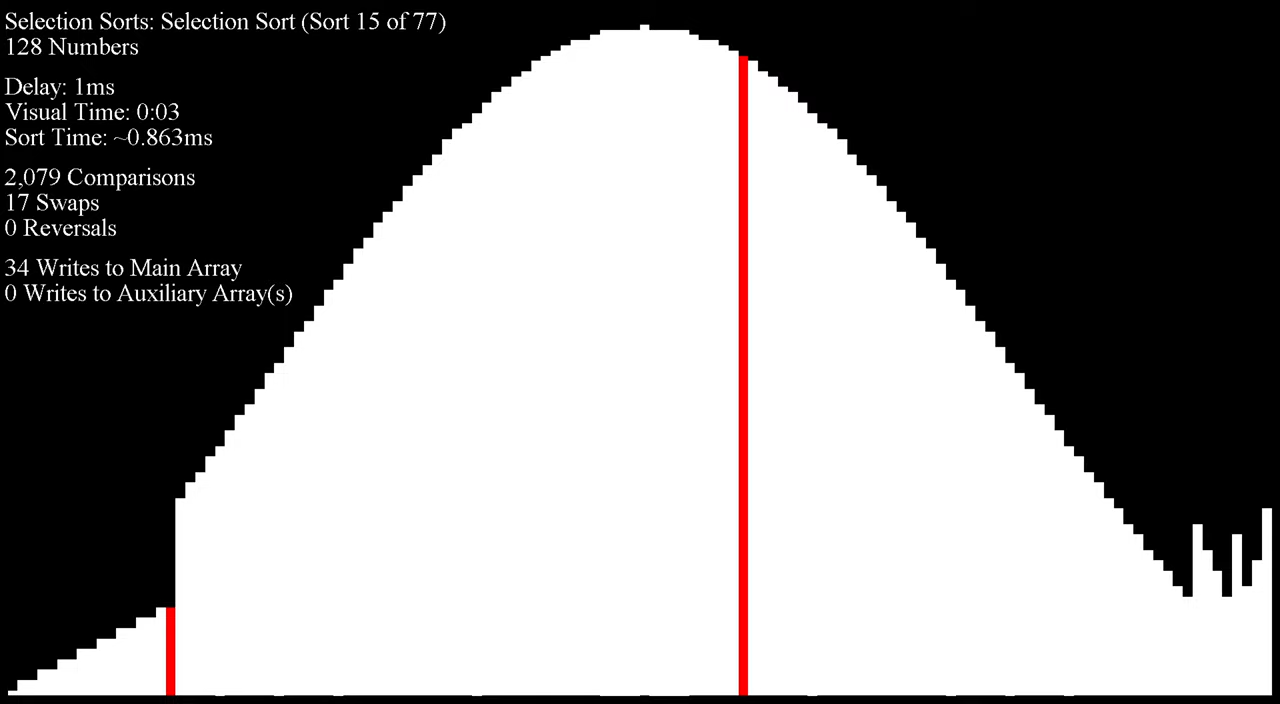 Selection Sorts: Selection Sort (Sort 15 of 77)
128 Numbers
Delay: 1ms
Visual Time: 0:03
Sort Time: ~0.863ms
2,079 Comparisons
17 Swaps
0 Reversals
34 Writes to Main Array
0 Writes to Auxiliary Array(s)